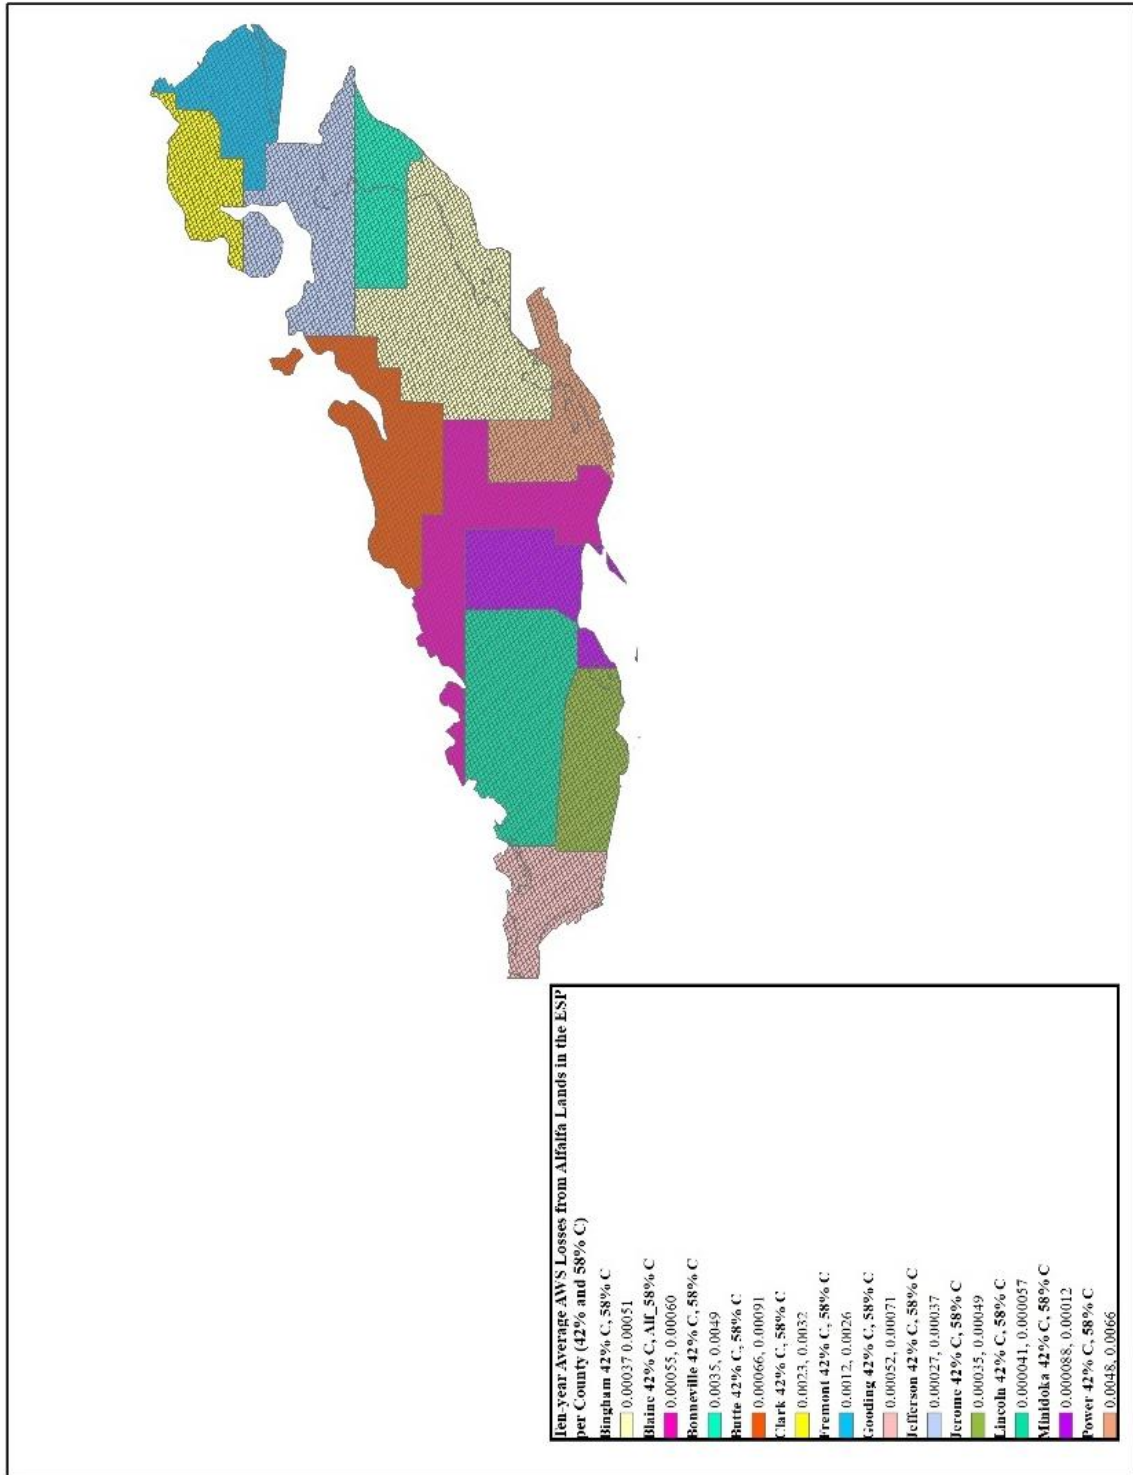 Ten-year Average AWS Losses from Alfalfa Lands in the ESP
per County (42% and 58% C)
Bingham 42% C, 58% C
0.00037 0.00051
Blaine 42% C, Alf_58% C
0.00055, 0.00060
Bonneville 42% C, 58% C
0.0035, 0.0049
Butte 42% C, 58% C
0.00066, 0.00091
Clark 42% C, 58% C
0.0023, 0.0032
Fremont 42% C, 58% C
0.0012, 0.0026
Gooding 42% C, 58% C
0.00052, 0.00071
Jefferson 42% C, 58% C
0.00027, 0.00037
Jerome 42% C, 58% C
0.00035, 0.00049
Lincoln 42% C, 58% C
0.000041, 0.000057
Minidoka 42% C, 58% C
0.000088, 0.00012
Power 42% C, 58% C
0.0048, 0.0066